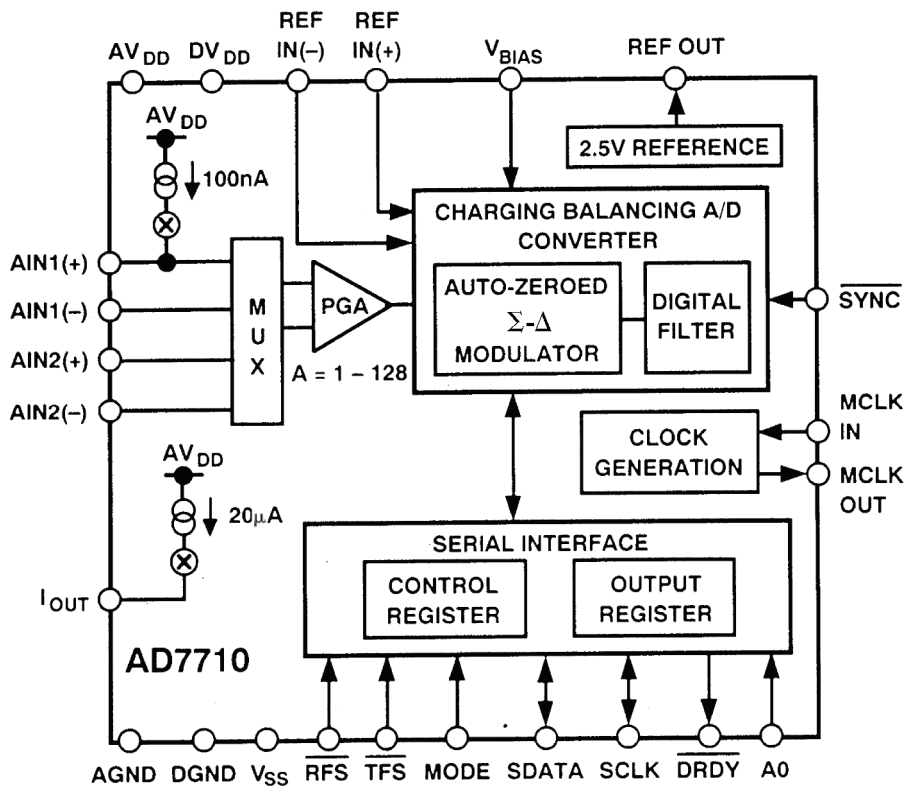 REF
IN(–)
REF
IN(+)
AVDD
DVDD
VBIAS
REF OUT
AVDD
100nA
2.5V REFERENCE
CHARGING BALANCING A/D
CONVERTER
AUTO-ZEROED
Σ-Δ
MODULATOR
DIGITAL
FILTER
AIN1(+)
AIN1(–)
AIN2(+)
AIN2(–)
M
U
X
PGA
A = 1 – 128
SYNC
MCLK
IN
MCLK
OUT
CLOCK
GENERATION
AVDD
20μA
IOUT
SERIAL INTERFACE
CONTROL
REGISTER
OUTPUT
REGISTER
AD7710
AGND
DGND
VSS
RFS
TFS
MODE
SDATA
SCLK
DRDY
A0